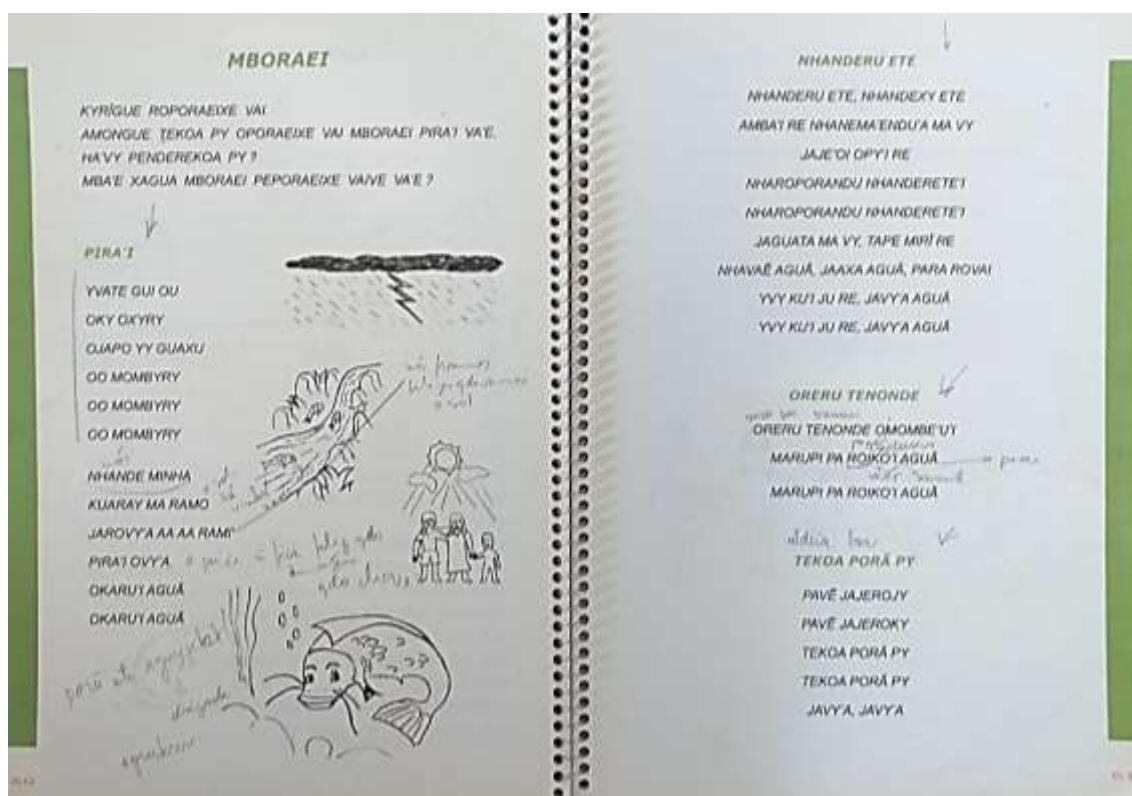 MBORAEI
KYRĨGUE ROPORAEIXE VAI
AMONGUE TEKOA PY OPORAEIXE VAI MBORAEI PIRA'I VA'E,
HA'VY PENDEREKOA PY ?
MBA'E XAGUA MBORAEI PEPORAEIXE VAIVE VA'E ?
PIRA'I
YVATE GUI OU
OKY OXYRY
OJAPO YY GUAXU
OO MOMBYRY
OO MOMBYRY
OO MOMBYRY
NHANDE MINHA
KUARAY MA RAMO
JAROVY'A AA AA RAMI
PIRA'I OVY'A
OKARU'I AGUÃ
OKARU'I AGUÃ
o sol
NHANDERU ETE
NHANDERU ETE, NHANDEXY ETE
AMBA'I RE NHANEMA'ENDU'A MA VY
JAJE'OI OPY'I RE
NHAROPORANDU NHANDERETE'I
NHAROPORANDU NHANDERETE'I
JAGUATA MA VY, TAPE MIRĨ RE
NHAVAẼ AGUÃ, JAAXA AGUÃ, PARA ROVAI
YVY KU'I JU RE, JAVY'A AGUÃ
YVY KU'I JU RE, JAVY'A AGUÃ
ORERU TENONDE
ORERU TENONDE OMOMBE'U'I
MARUPI PA ROIKO'I AGUÃ
MARUPI PA ROIKO'I AGUÃ
aldeia boa
TEKOA PORÃ PY
PAVẼ JAJEROJY
PAVẼ JAJEROKY
TEKOA PORÃ PY
TEKOA PORÃ PY
JAVY'A, JAVY'A